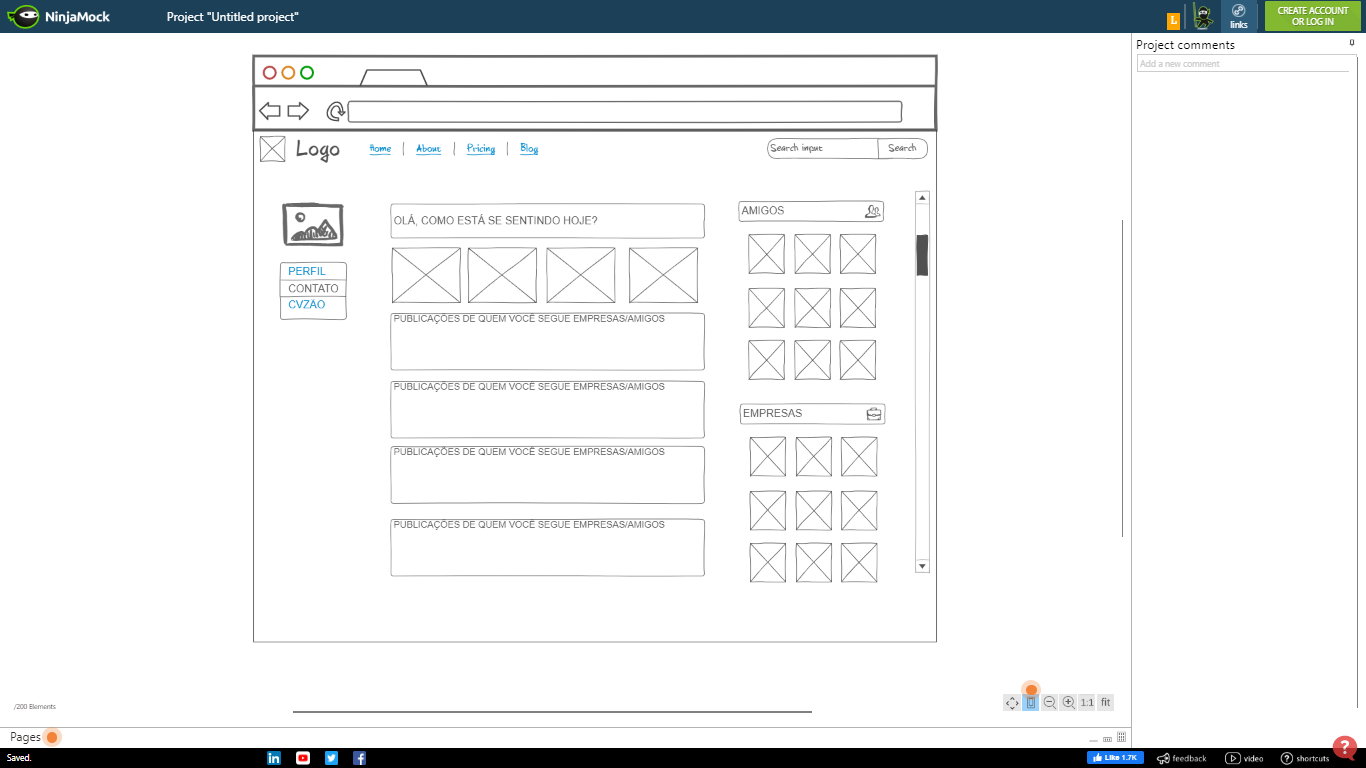 NinjaMock
Project "Untitled project"
L
links
CREATE ACCOUNT
OR LOG IN
Project comments
Add a new comment
Logo
Home
About
Pricing
Blog
Search input
Search
OLÁ, COMO ESTÁ SE SENTINDO HOJE?
AMIGOS
PERFIL
CONTATO
CVZAO
PUBLICAÇÕES DE QUEM VOCÊ SEGUE EMPRESAS/AMIGOS
PUBLICAÇÕES DE QUEM VOCÊ SEGUE EMPRESAS/AMIGOS
EMPRESAS
PUBLICAÇÕES DE QUEM VOCÊ SEGUE EMPRESAS/AMIGOS
PUBLICAÇÕES DE QUEM VOCÊ SEGUE EMPRESAS/AMIGOS
/200 Elements
1:1
fit
Pages
Saved.
Like 1.7K
feedback
video
shortcuts